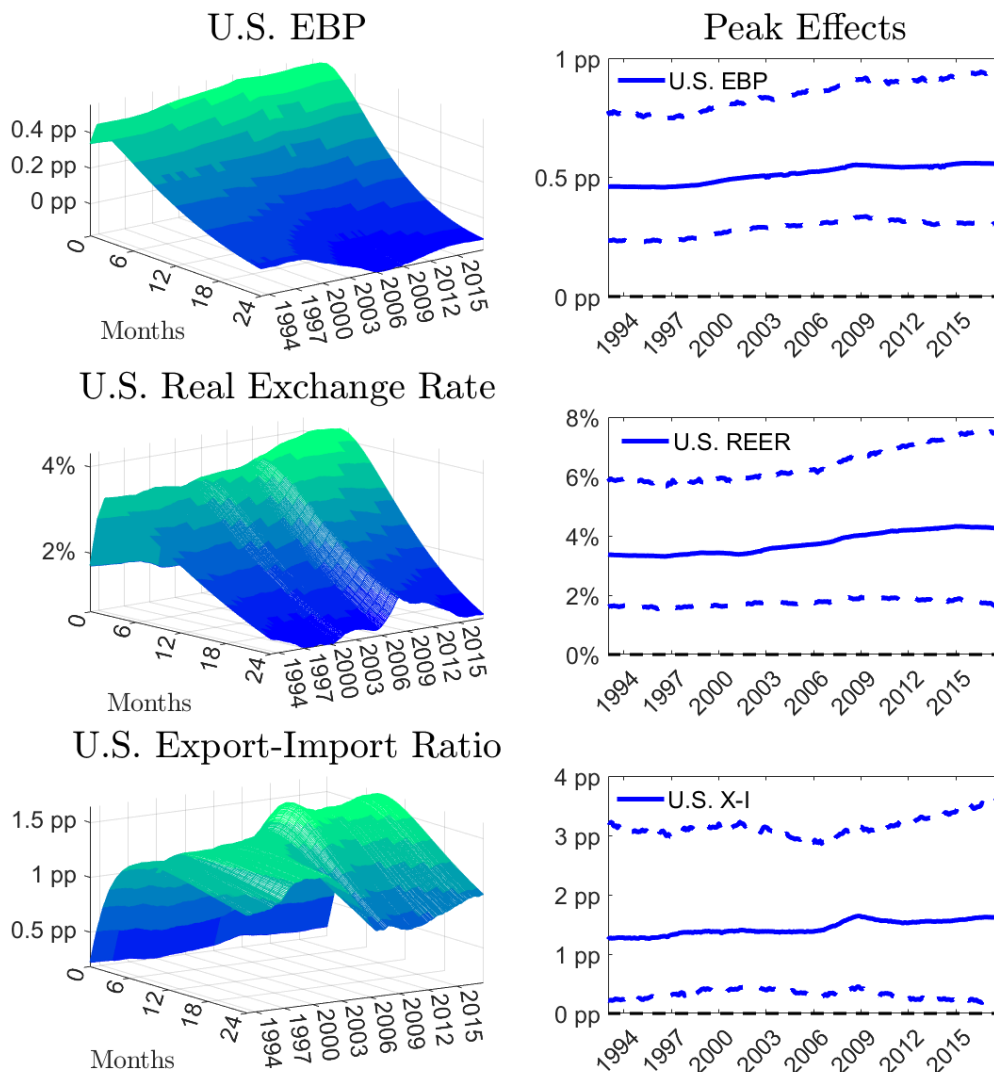 U.S. EBP
0.4 pp
0.2 pp
0 pp
0
6
12
18
24
Months
1994
1997
2000
2003
2006
2009
2012
2015
Peak Effects
1 pp
0.5 pp
0 pp
U.S. EBP
1994
1997
2000
2003
2006
2009
2012
2015
U.S. Real Exchange Rate
4%
2%
0
6
12
18
24
Months
1994
1997
2000
2003
2006
2009
2012
2015
8%
6%
4%
2%
0%
U.S. REER
1994
1997
2000
2003
2006
2009
2012
2015
U.S. Export-Import Ratio
1.5 pp
1 pp
0.5 pp
0
6
12
18
24
Months
1994
1997
2000
2003
2006
2009
2012
2015
4 pp
3 pp
2 pp
1 pp
0 pp
U.S. X-I
1994
1997
2000
2003
2006
2009
2012
2015